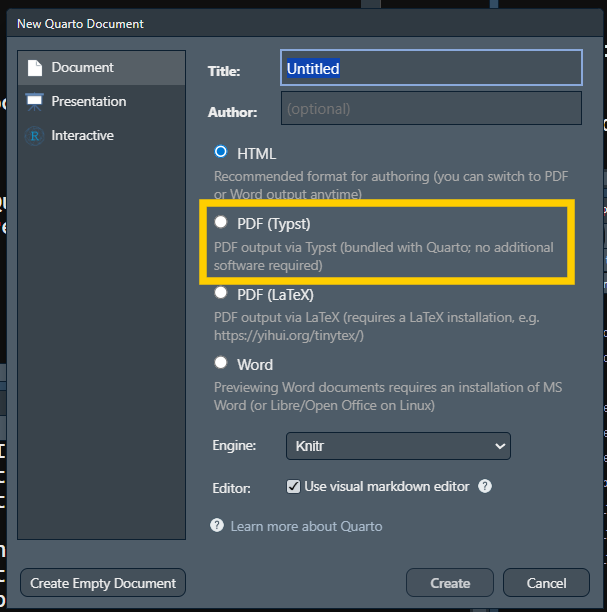 New Quarto Document
Document
Presentation
R Interactive
Title: Untitled
Author: (optional)
HTML
Recommended format for authoring (you can switch to PDF
or Word output anytime)
PDF (Typst)
PDF output via Typst (bundled with Quarto; no additional
software required)
PDF (LaTeX)
PDF output via LaTeX (requires a LaTeX installation, e.g.
https://yihui.org/tinytex/)
Word
Previewing Word documents requires an installation of MS
Word (or Libre/Open Office on Linux)
Engine: Knitr
Editor: Use visual markdown editor ?
? Learn more about Quarto
Create Empty Document Create Cancel